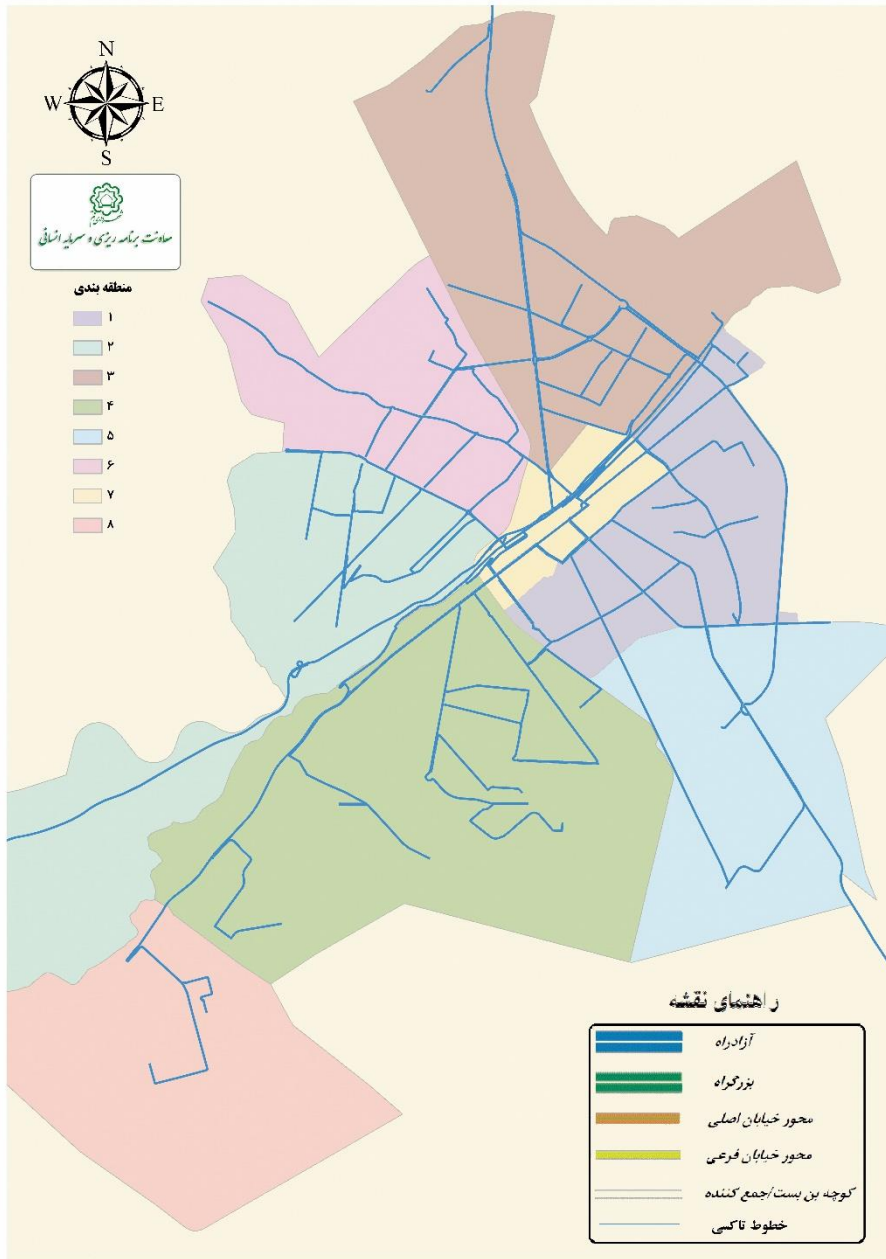 N
W E
S
معاونت برنامه ریزی و سرمایه انسانی
منطقه بندی
۱
۲
۳
۴
۵
۶
۷
۸
راهنمای نقشه
آزادراه
بزرگراه
محور خیابان اصلی
محور خیابان فرعی
کوچه بن بست/جمع کننده
خطوط تاکسی